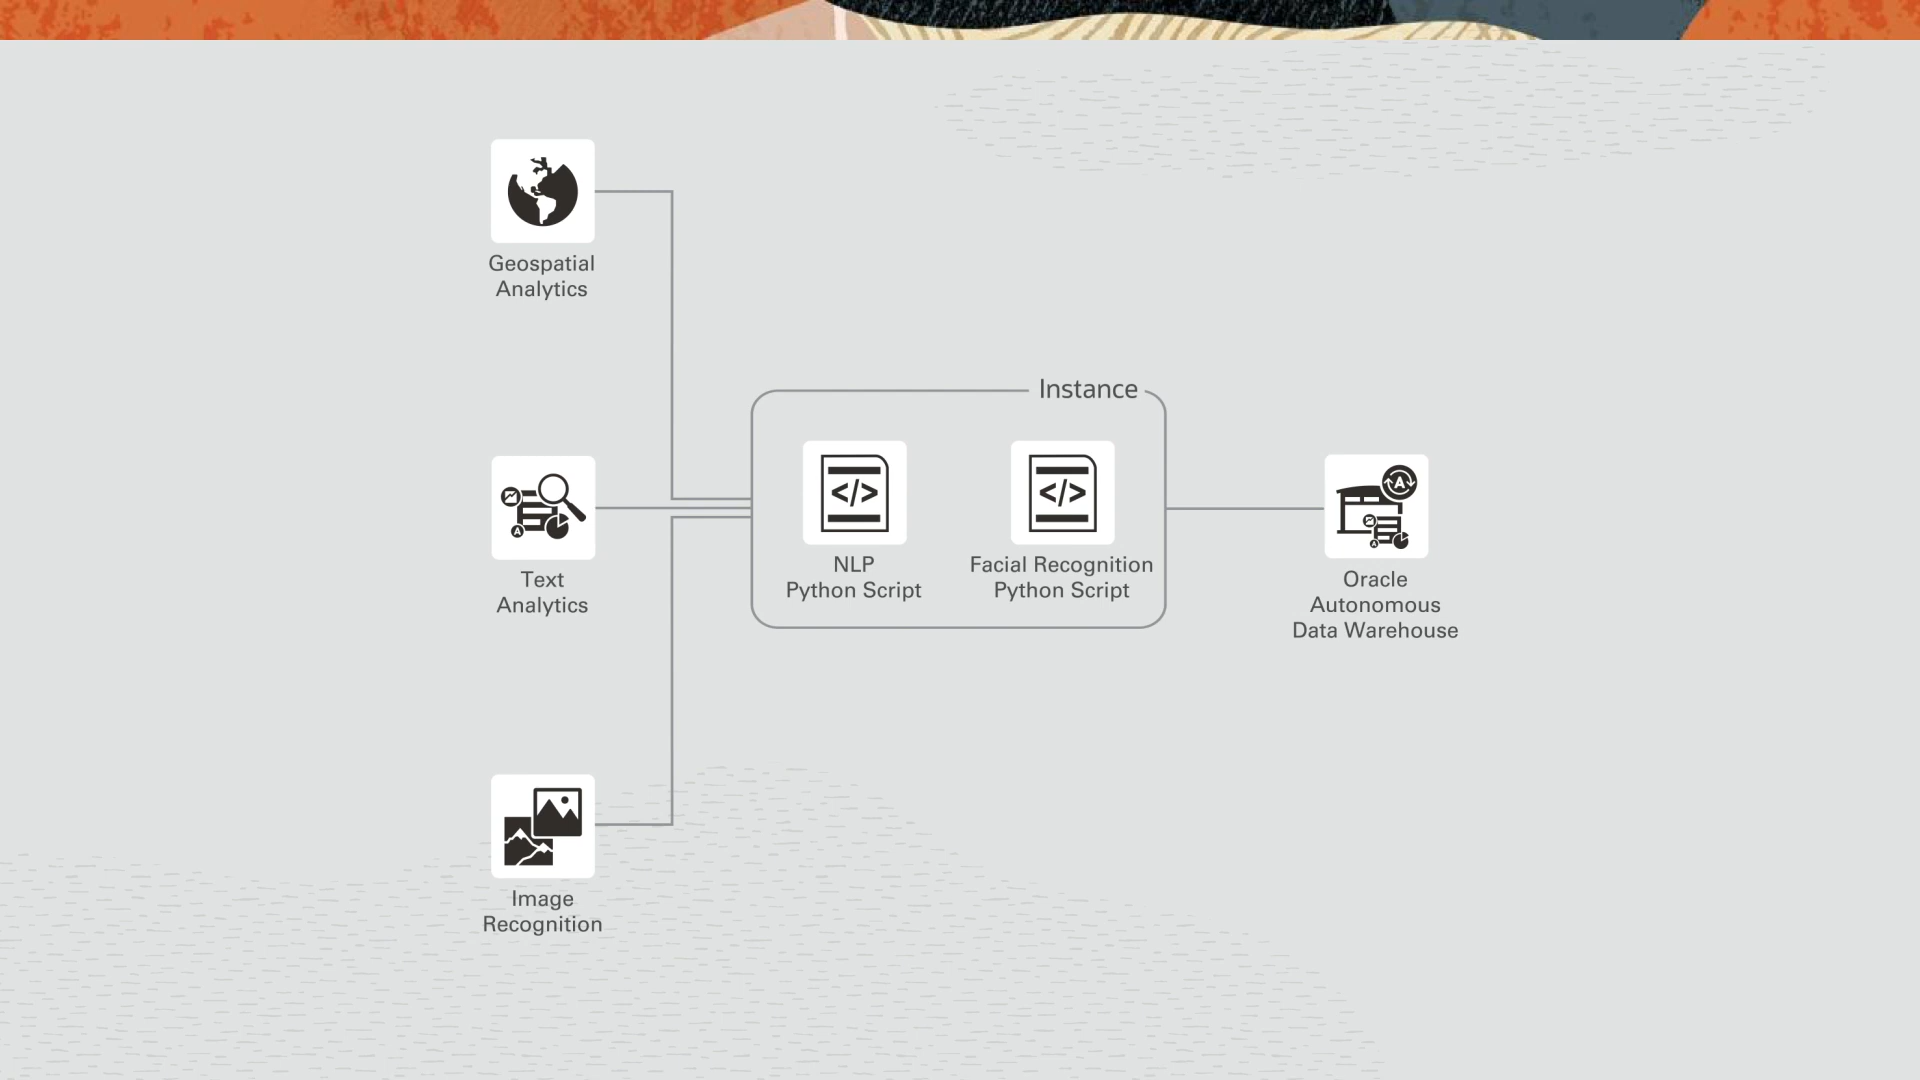 Geospatial
Analytics
Instance
NLP
Python Script
Facial Recognition
Python Script
Text
Analytics
Oracle
Autonomous
Data Warehouse
Image
Recognition